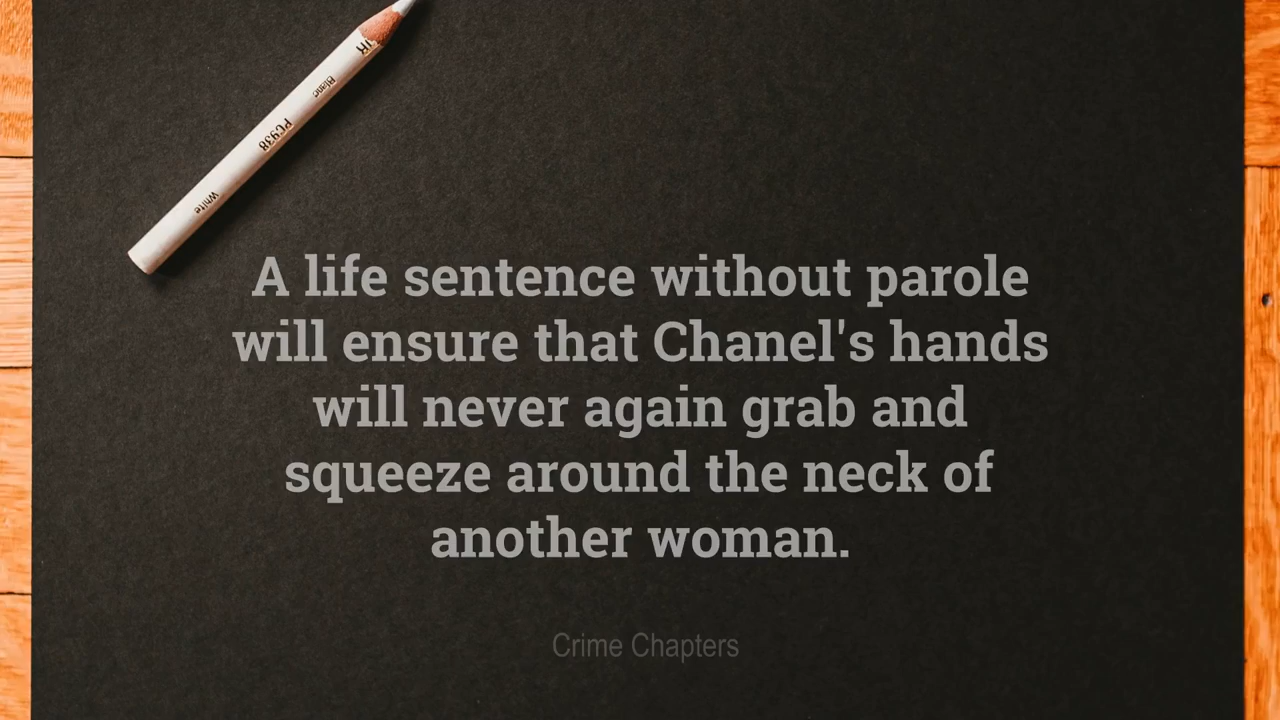 Blanc
PC938
White
A life sentence without parole
will ensure that Chanel's hands
will never again grab and
squeeze around the neck of
another woman.
Crime Chapters